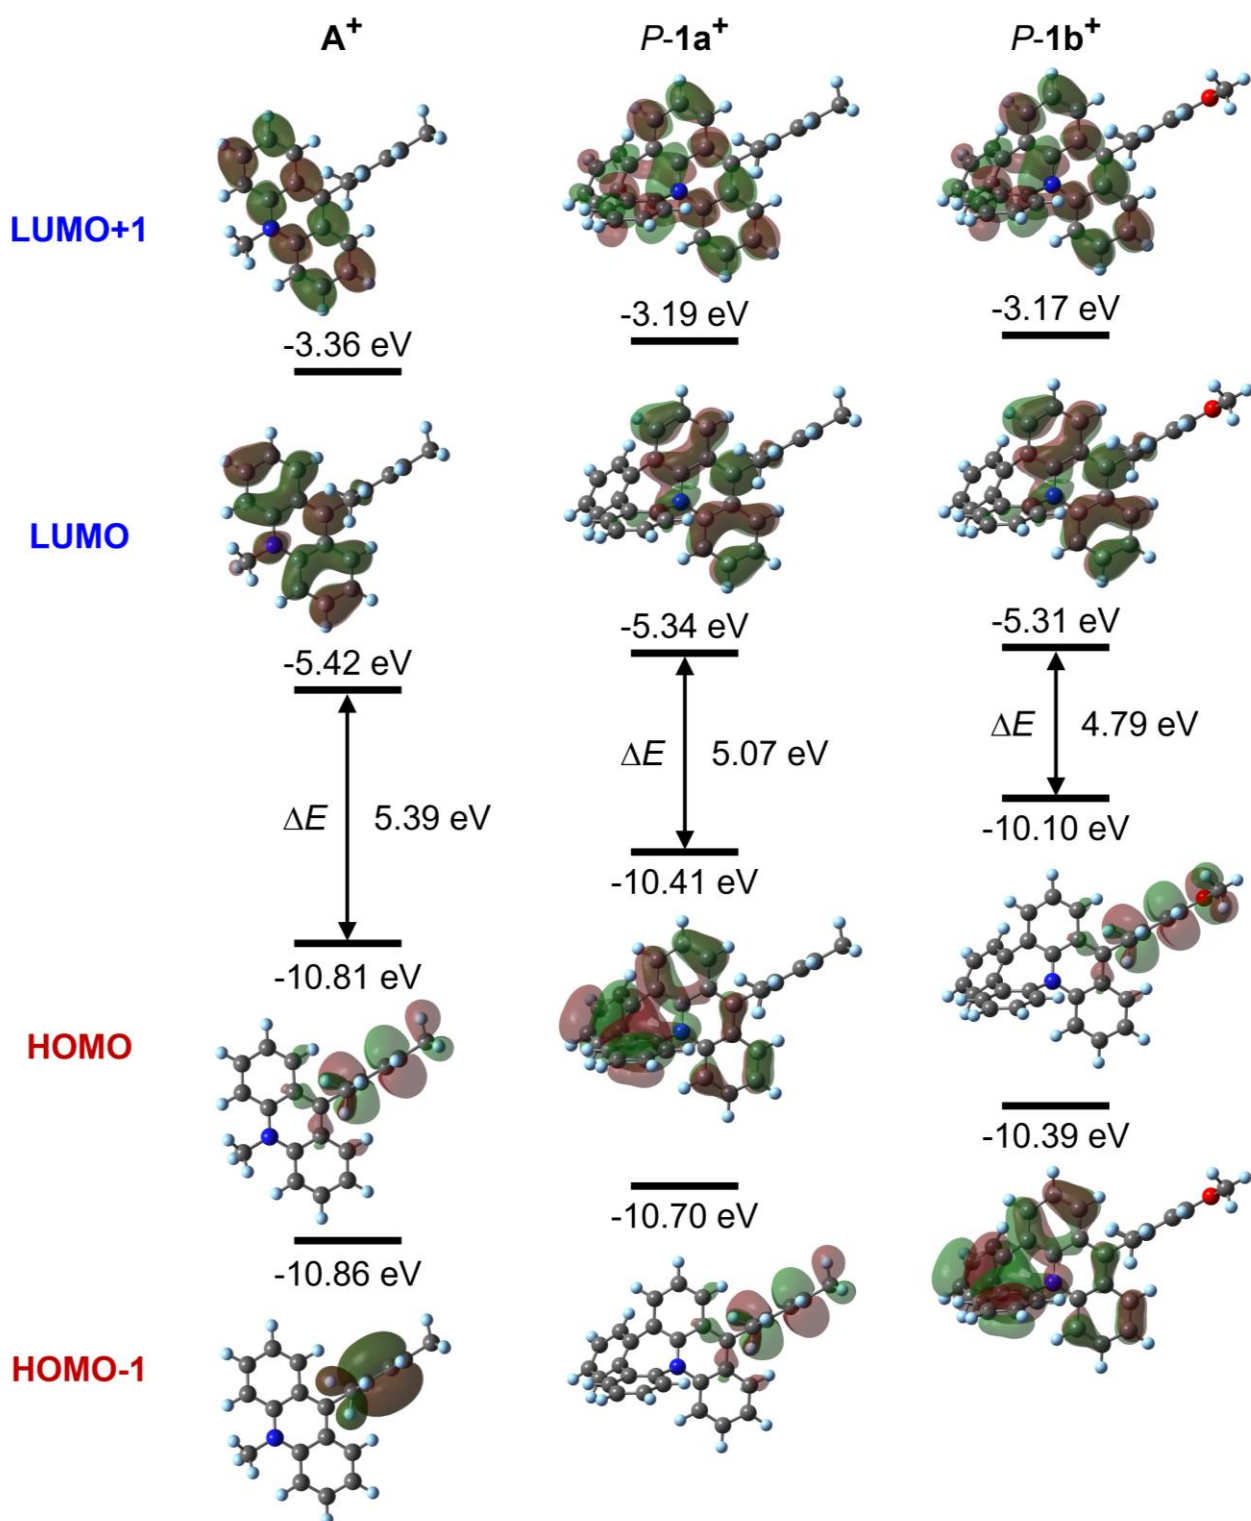 A+ P-1a+ P-1b+
LUMO+1
-3.36 eV -3.19 eV -3.17 eV
LUMO
-5.42 eV -5.34 eV -5.31 eV
ΔE 5.39 eV ΔE 5.07 eV ΔE 4.79 eV
HOMO
-10.81 eV -10.41 eV -10.10 eV
-10.86 eV -10.70 eV -10.39 eV
HOMO-1